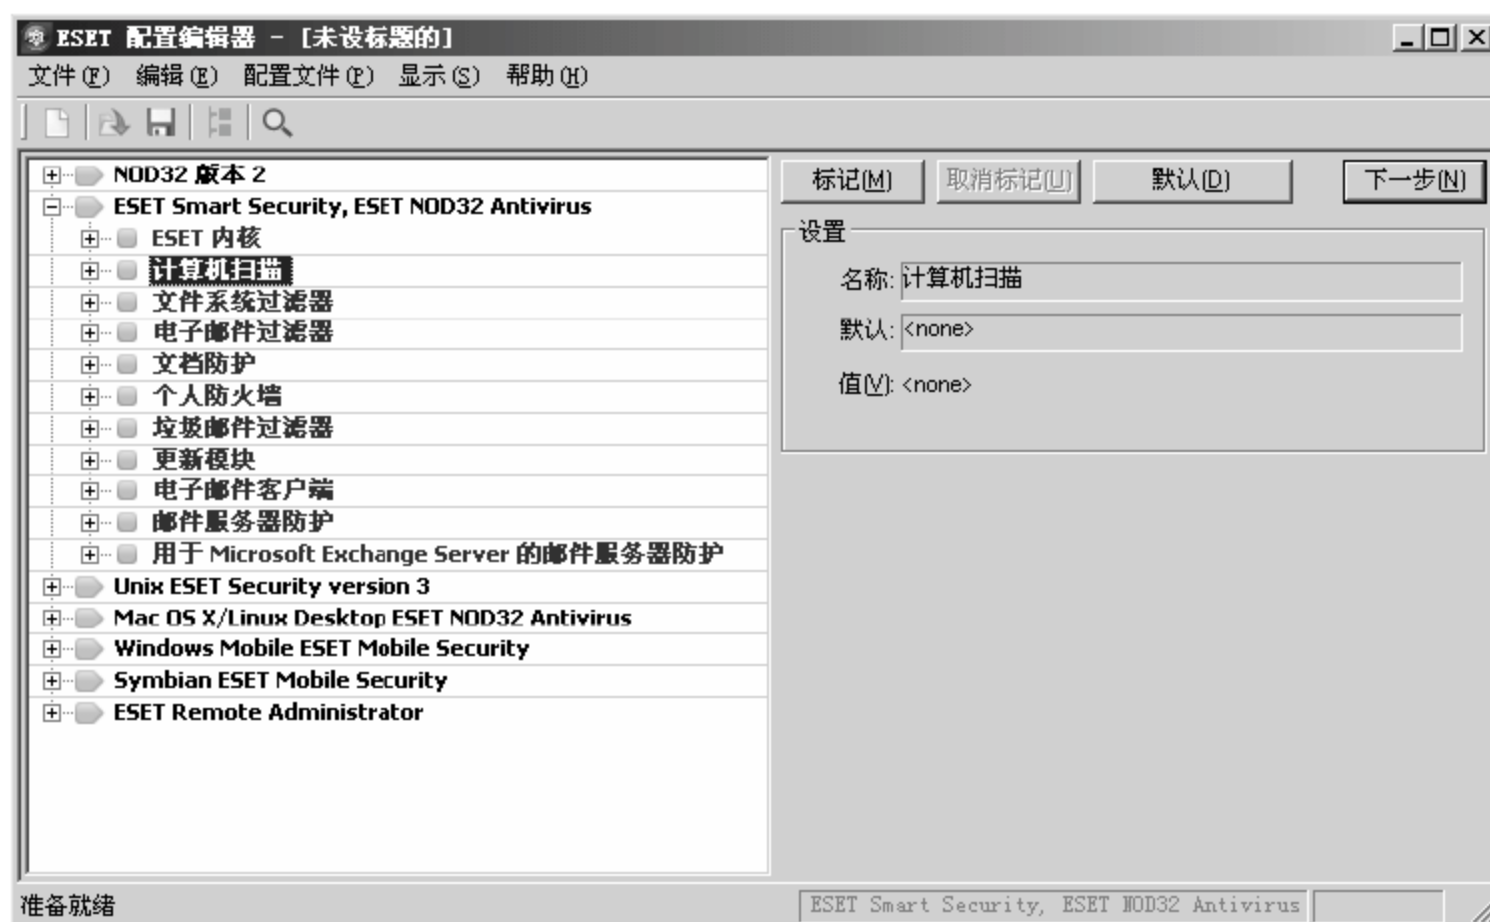 ESET 配置编辑器 - [未设标题的]
文件(F) 编辑(E) 配置文件(P) 显示(S) 帮助(H)
NOD32 版本 2
ESET Smart Security, ESET NOD32 Antivirus
ESET 内核
计算机扫描
文件系统过滤器
电子邮件过滤器
文档防护
个人防火墙
垃圾邮件过滤器
更新模块
电子邮件客户端
邮件服务器防护
用于 Microsoft Exchange Server 的邮件服务器防护
Unix ESET Security version 3
Mac OS X/Linux Desktop ESET NOD32 Antivirus
Windows Mobile ESET Mobile Security
Symbian ESET Mobile Security
ESET Remote Administrator
标记(M) 取消标记(U) 默认(D) 下一步(N)
设置
名称: 计算机扫描
默认: <none>
值(V): <none>
准备就绪
ESET Smart Security, ESET NOD32 Antivirus